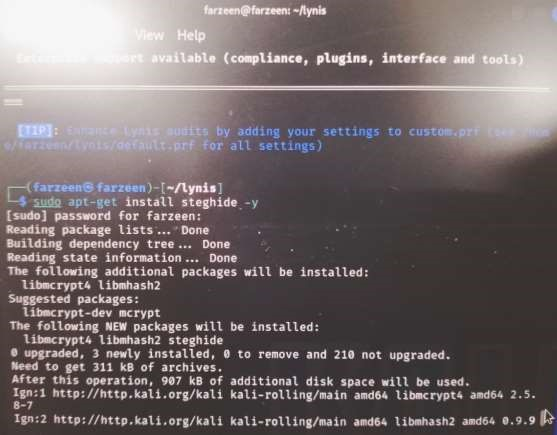 farzeen@farzeen: ~/lynis
View Help
support available (compliance, plugins, interface and tools)
[TIP]: Enhance Lynis audits by adding your settings to custom.prf (see
/farzeen/lynis/default.prf for all settings)
(farzeen㉿farzeen)-[~/lynis]
$ sudo apt-get install steghide -y
[sudo] password for farzeen:
Reading package lists... Done
Building dependency tree... Done
Reading state information... Done
The following additional packages will be installed:
libmcrypt4 libmhash2
Suggested packages:
libmcrypt-dev mcrypt
The following NEW packages will be installed:
libmcrypt4 libmhash2 steghide
0 upgraded, 3 newly installed, 0 to remove and 210 not upgraded.
Need to get 311 kB of archives.
After this operation, 907 kB of additional disk space will be used.
Ign:1 http://http.kali.org/kali kali-rolling/main amd64 libmcrypt4 amd64 2.5.
8-7
Ign:2 http://http.kali.org/kali kali-rolling/main amd64 libmhash2 amd64 0.9.9